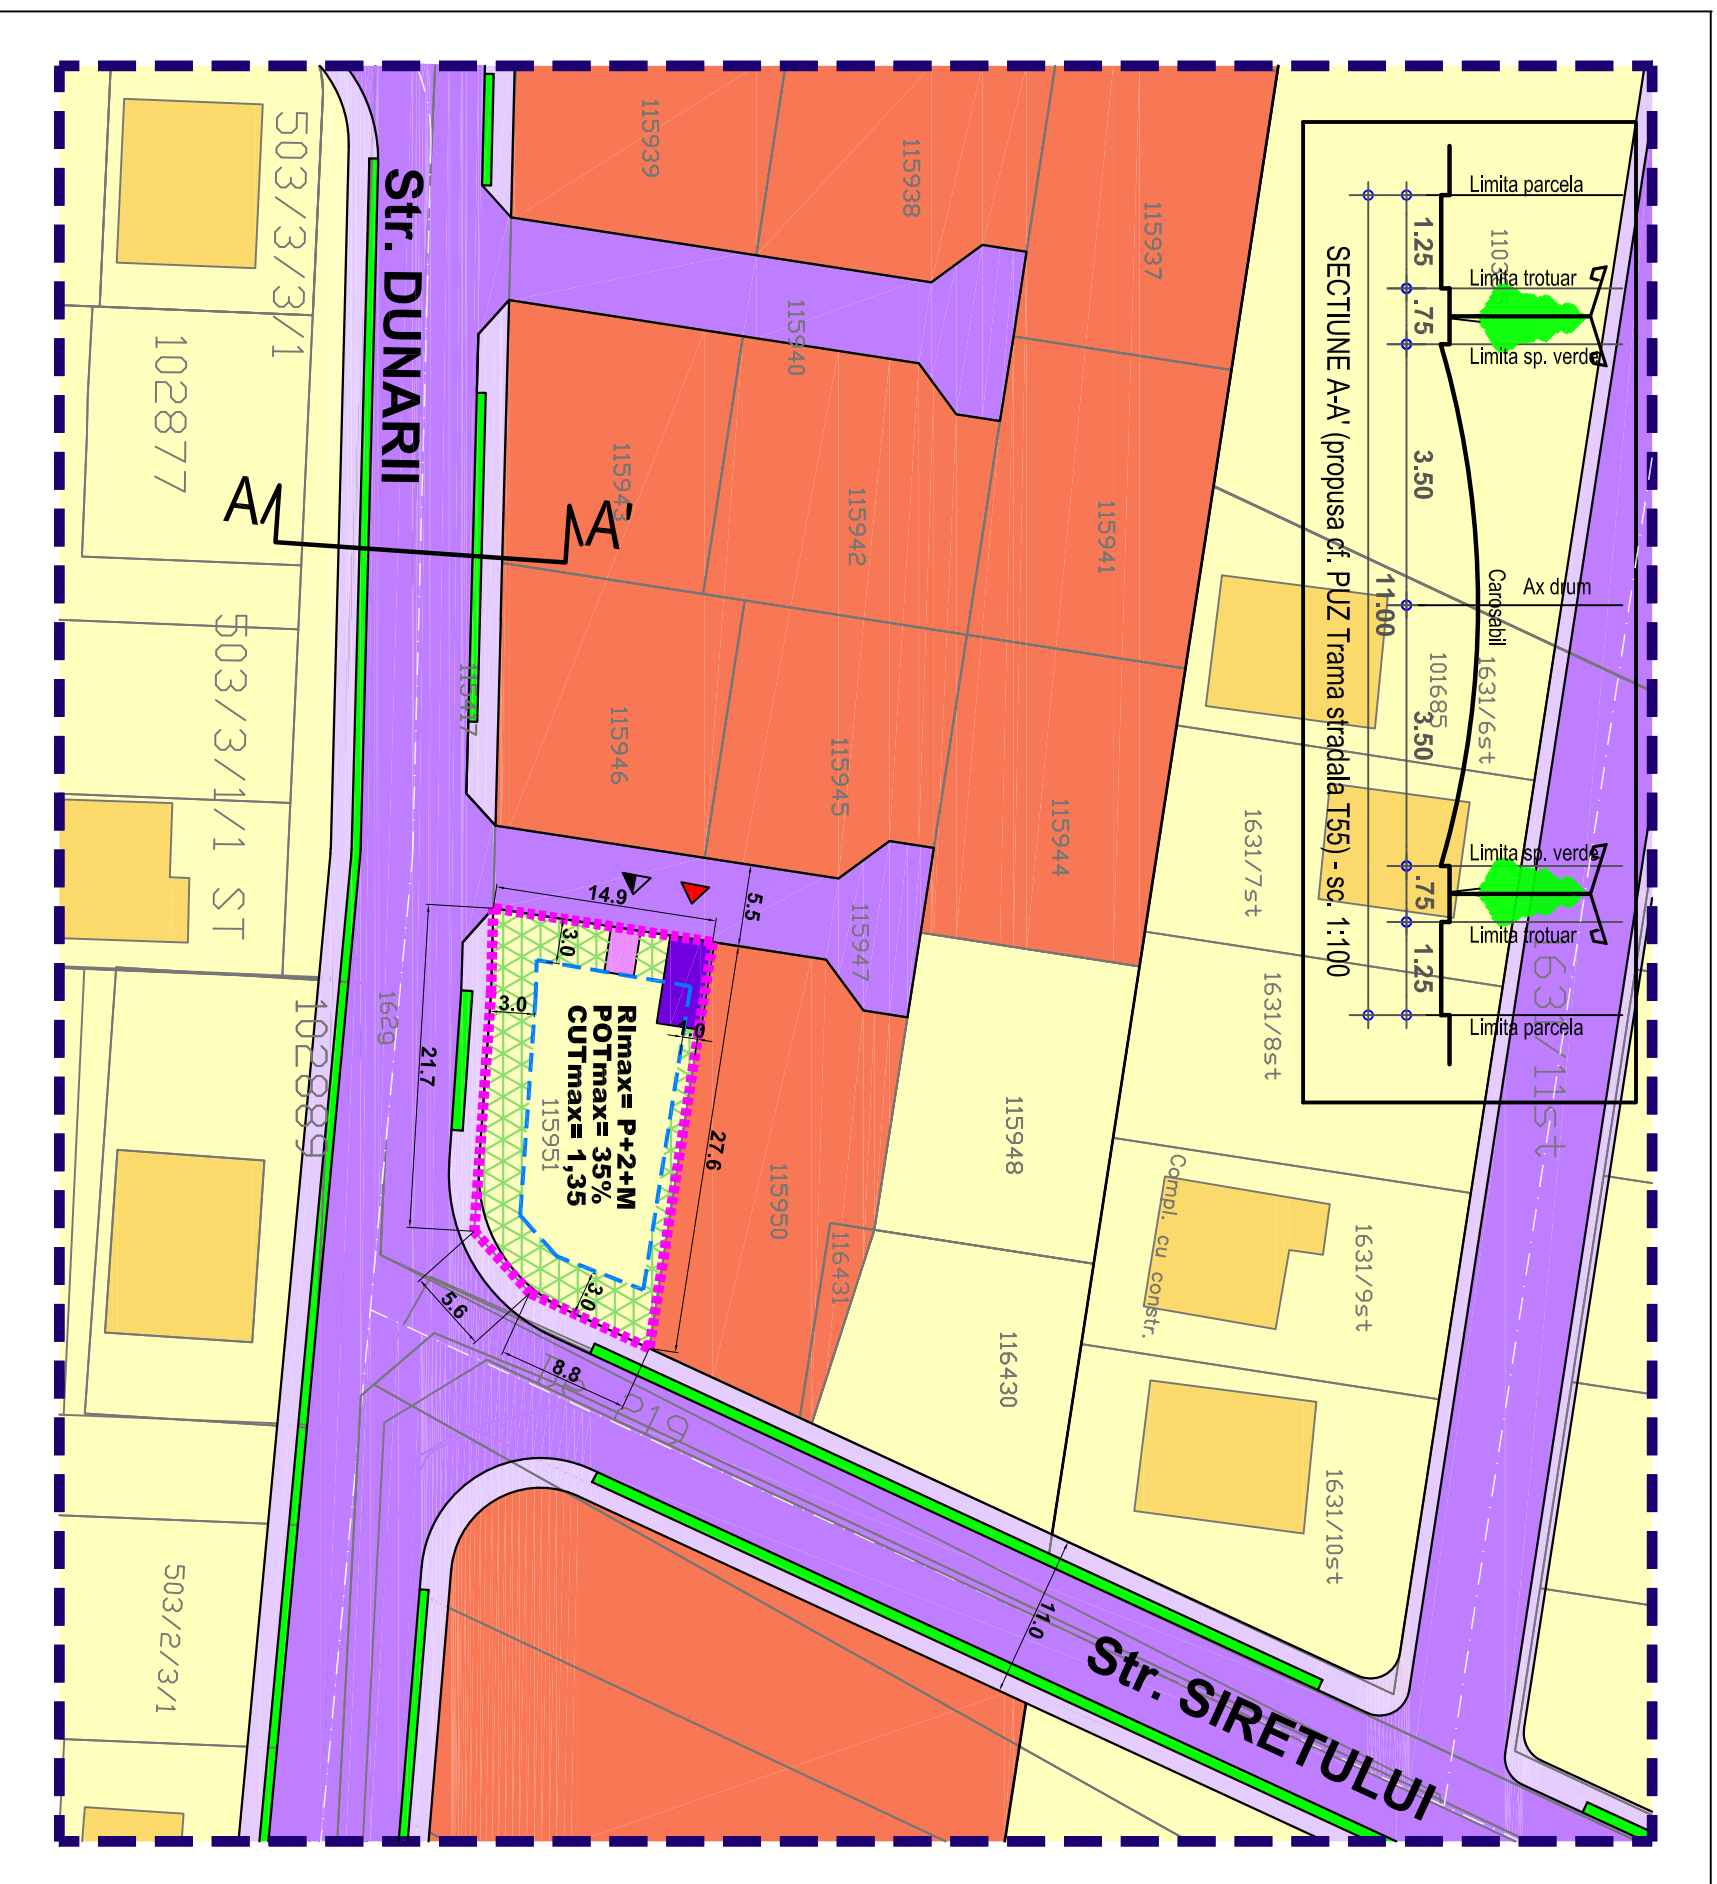 Str. DUNARII
Str. SIRETULUI
A
A'
503/3/3/1
102877
503/3/1/1 ST
102889
1629
503/2/3/1
115939
115938
115937
115940
115943
115942
115941
115946
115945
115944
115947
115948
115950
115951
116431
116430
RImax= P+2+M
POTmax= 35%
CUTmax= 1,35
14.9
5.5
3.0
3.0
1.0
21.7
27.6
3.0
5.6
8.8
11.0
219
Compl. cu constr.
1631/6st
101685
1631/7st
1631/8st
1631/9st
1631/10st
1631/11st
SECTIUNE A-A' (propusa cf. PUZ Trama stradala T55) - sc. 1:100
Limita parcela
Limita trotuar
Limita sp. verde
Ax drum
Carosabil
Limita sp. verde
Limita trotuar
Limita parcela
1.25
.75
3.50
3.50
.75
1.25
11.00